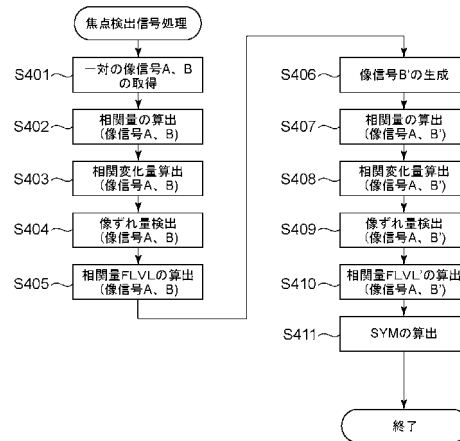 焦点検出信号処理
S401
一対の像信号A、B
の取得
S402
相関量の算出
(像信号A、B)
S403
相関変化量算出
(像信号A、B)
S404
像ずれ量検出
(像信号A、B)
S405
相関量FLVLの算出
(像信号A、B)
S406
像信号B'の生成
S407
相関量の算出
(像信号A、B')
S408
相関変化量算出
(像信号A、B')
S409
像ずれ量検出
(像信号A、B')
S410
相関量FLVL'の算出
(像信号A、B')
S411
SYMの算出
終了